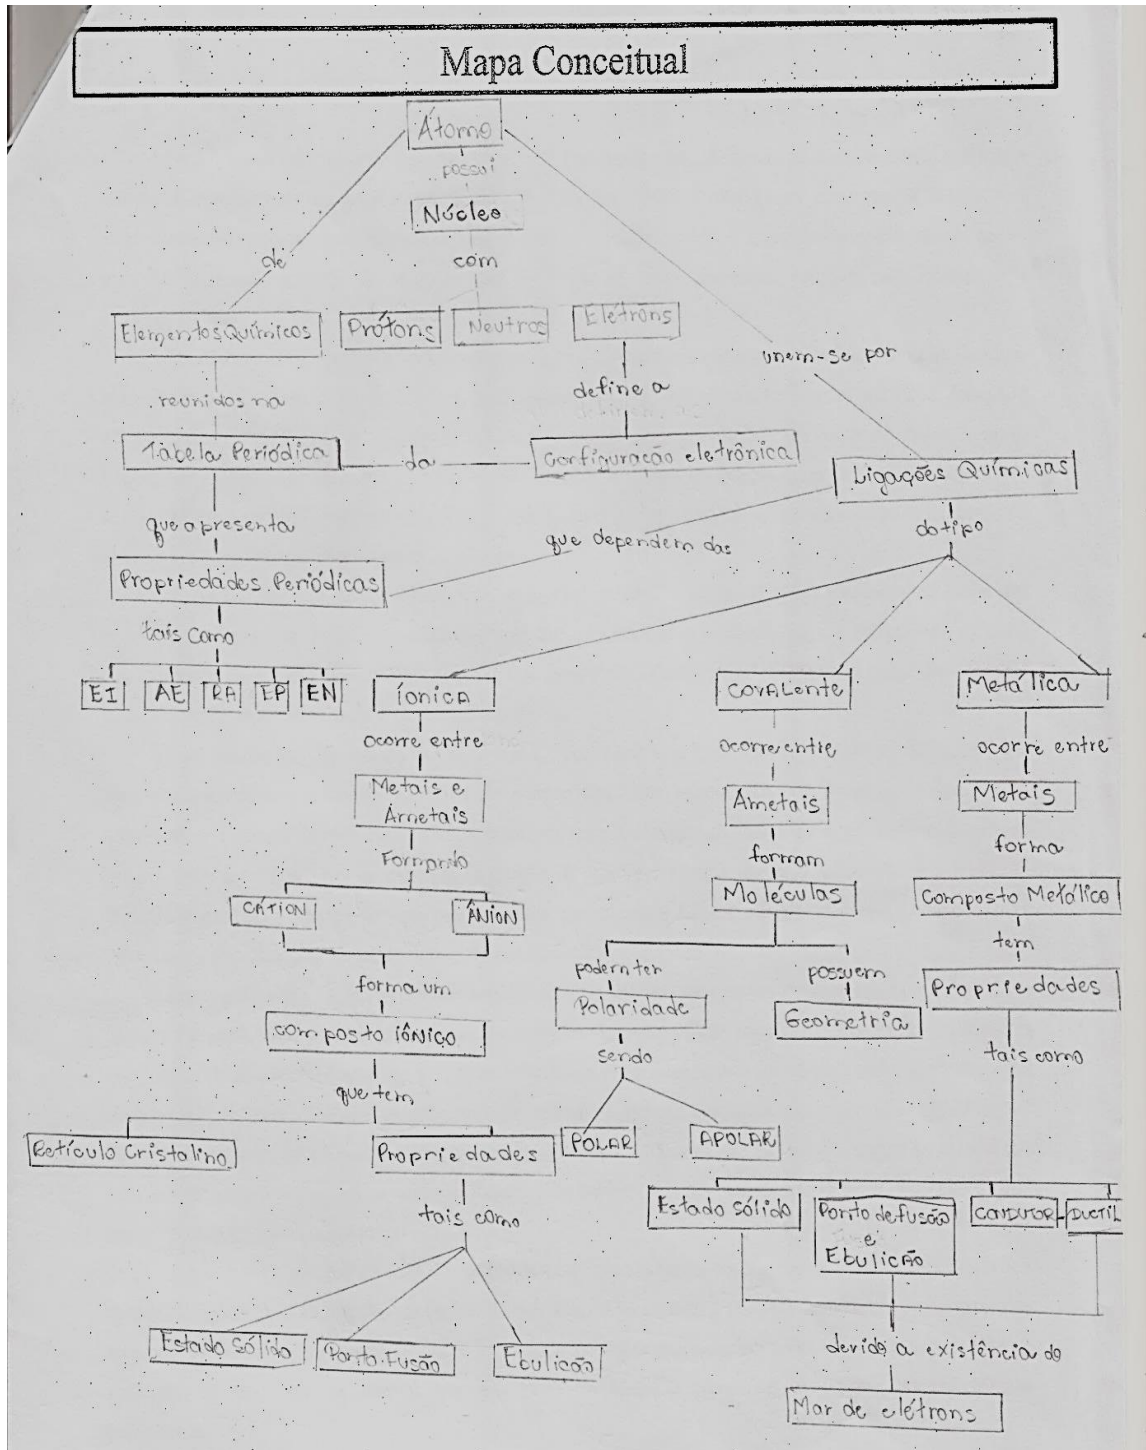 Mapa Conceitual
Átomo
possui
Núcleo
de
com
Elementos Químicos
Prótons
Neutros
Elétrons
unem-se por
reunidos na
define a
Tabela Periódica
da
Configuração eletrônica
Ligações Químicas
que apresenta
que dependem das
do tipo
Propriedades Periódicas
tais como
EI
AE
RA
EP
EN
íonica
covalente
Metálica
ocorre entre
ocorre entre
ocorre entre
Metais e
Ametais
Ametais
Metais
Formando
formam
forma
CÁTION
ÂNION
Moléculas
Composto Metálico
tem
forma um
podem ter
possuem
Propriedades
composto iônico
Polaridade
Geometria
que tem
sendo
tais como
Retículo Cristalino
Propriedades
POLAR
APOLAR
tais como
Estado sólido
Ponto de fusão
e
Ebulicão
CONDUTOR
DUCTIL
Estado sólido
Ponto Fusão
Ebulicão
devido a existência do
Mar de elétrons